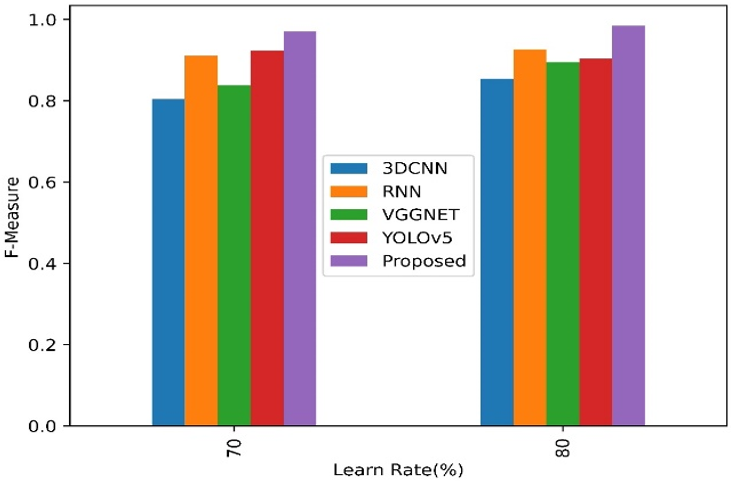 1.0
0.8
0.6
0.4
0.2
0.0
F-Measure
3DCNN
RNN
VGGNET
YOLOv5
Proposed
70
80
Learn Rate(%)